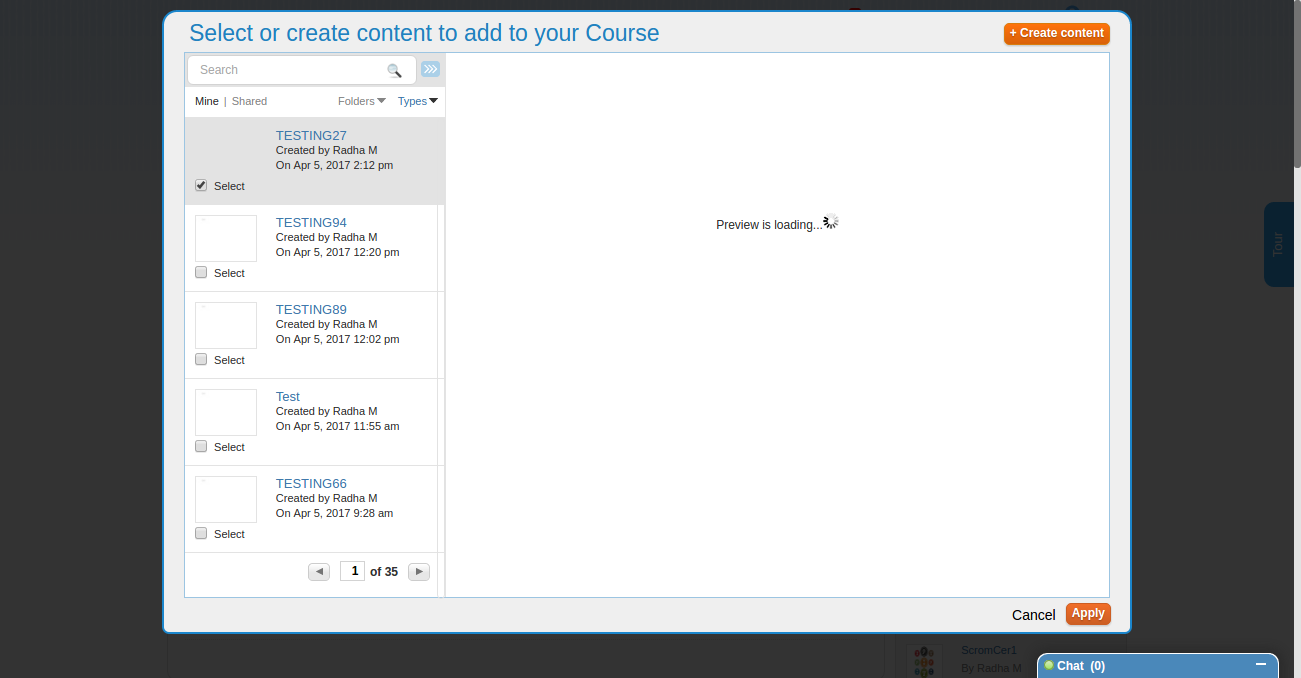 Select or create content to add to your Course
+ Create content
Search
Mine | Shared
Folders
Types
TESTING27
Created by Radha M
On Apr 5, 2017 2:12 pm
Select
TESTING94
Created by Radha M
On Apr 5, 2017 12:20 pm
Select
TESTING89
Created by Radha M
On Apr 5, 2017 12:02 pm
Select
Test
Created by Radha M
On Apr 5, 2017 11:55 am
Select
TESTING66
Created by Radha M
On Apr 5, 2017 9:28 am
Select
1 of 35
Preview is loading...
Tour
Cancel
Apply
ScromCer1
By Radha M
Chat (0)